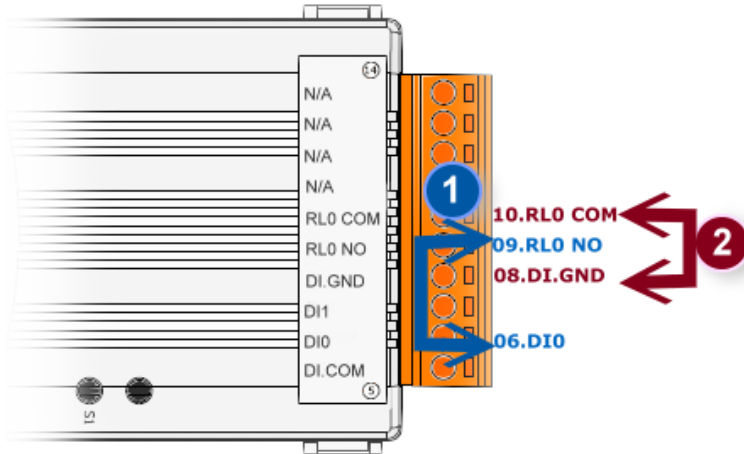 14
N/A
N/A
N/A
N/A
1
RL0 COM
10.RL0 COM
2
RL0 NO
09.RL0 NO
DI.GND
08.DI.GND
DI1
DI0
06.DI0
DI.COM
5
S1